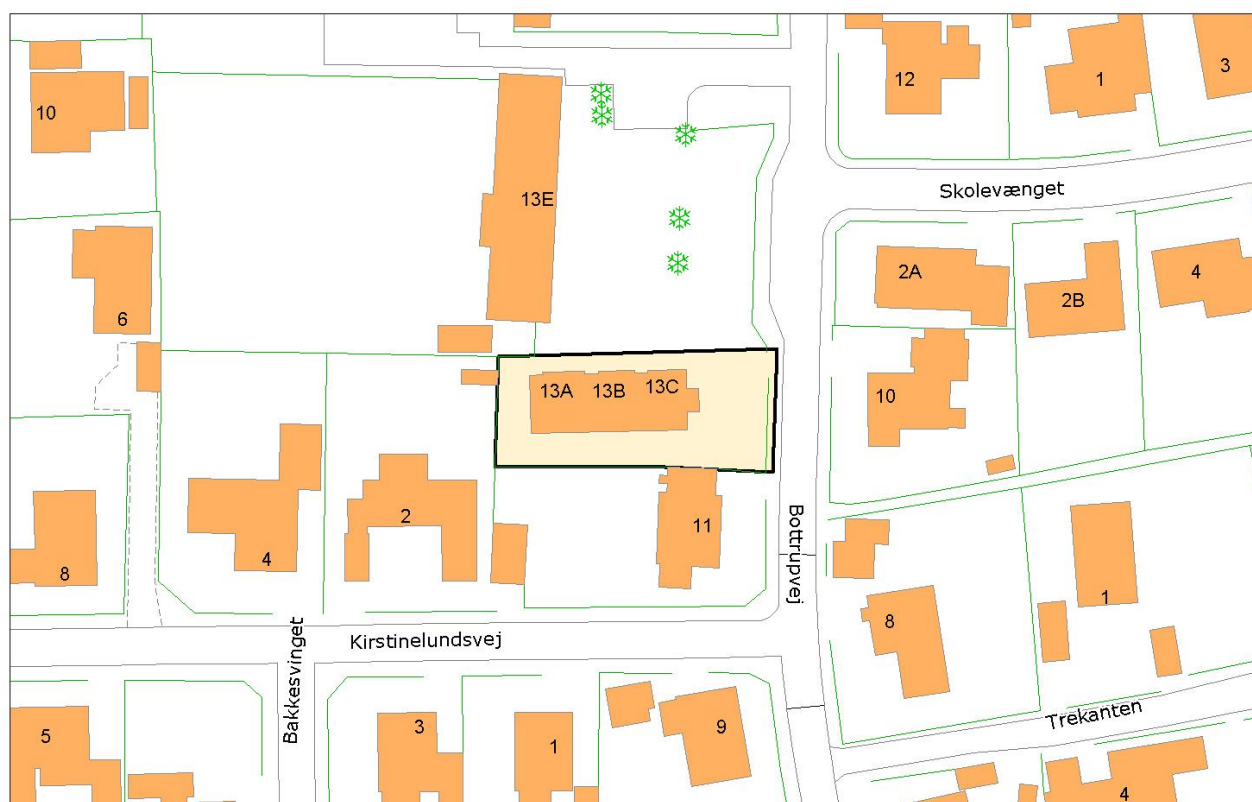 12
1
3
10
13E
Skolevænget
6
2A
2B
4
13A 13B 13C
10
2
11
Bottrupvej
4
8
8
1
Kirstinelundsvej
Bakkesvinget
Trekanten
5
3
1
9
4